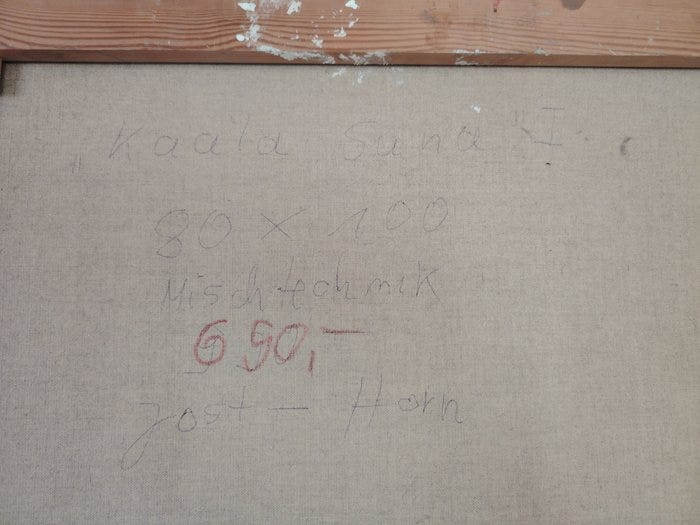 „Kaala Suna" I
80 x 100
Mischtechnik
690,-
Jost - Horn